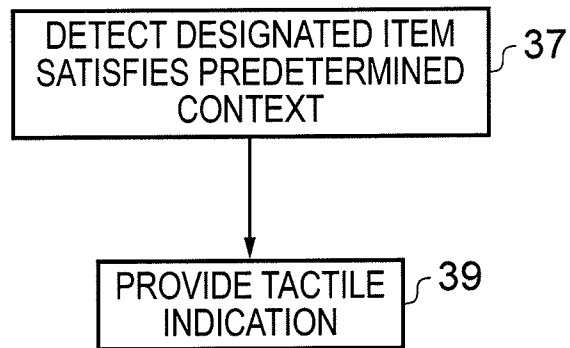 DETECT DESIGNATED ITEM
SATISFIES PREDETERMINED
CONTEXT
37
PROVIDE TACTILE
INDICATION
39